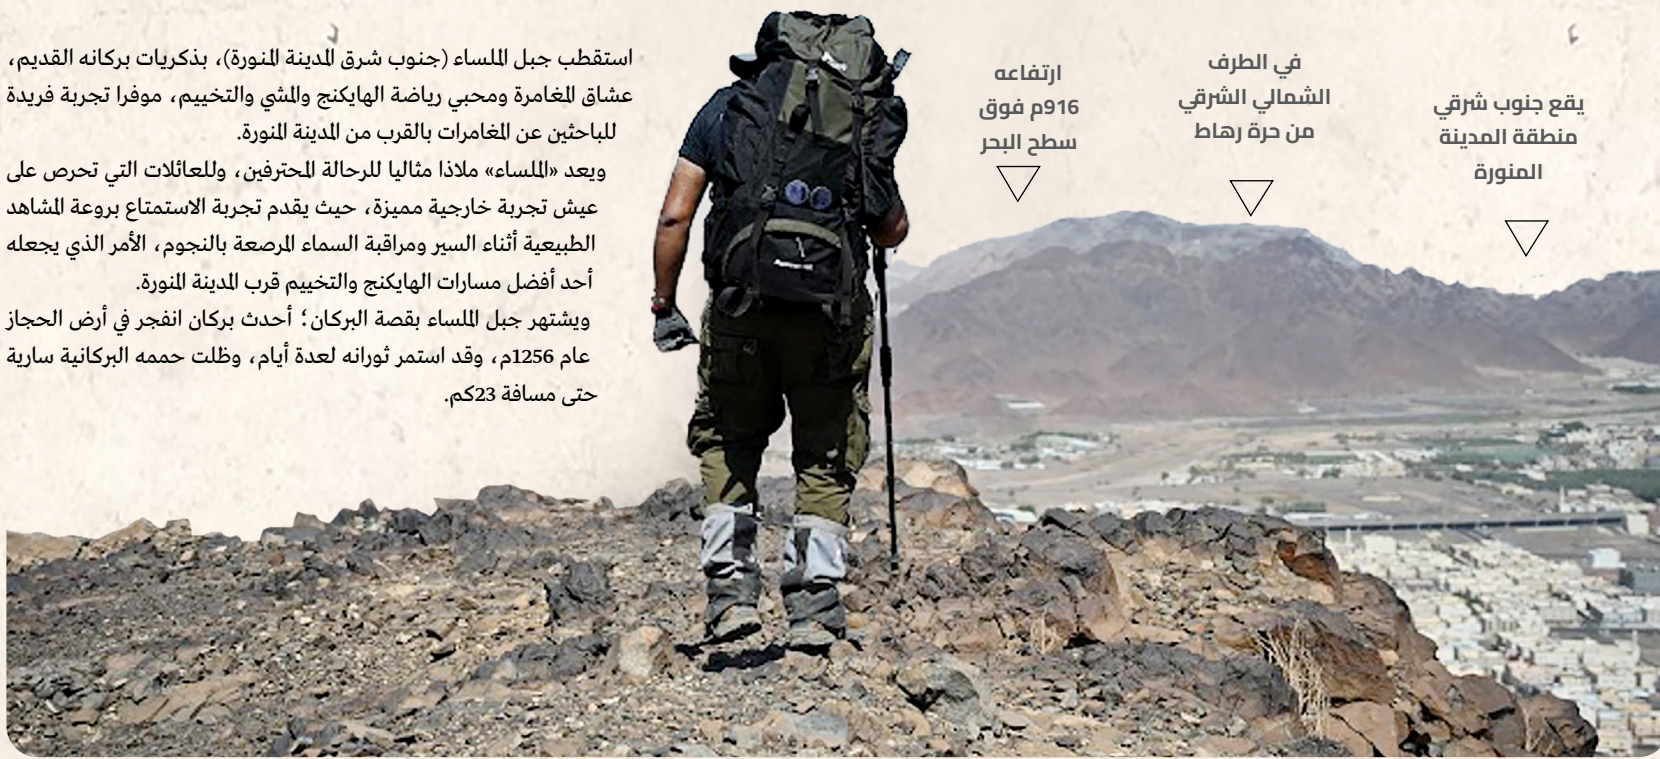 يقع جنوب شرقي
منطقة المدينة
المنورة
في الطرف
الشمالي الشرقي
من حرة رهاط
ارتفاعه
916م فوق
سطح البحر
استقطب جبل الملساء (جنوب شرق المدينة المنورة)، بذكريات بركانه القديم،
عشاق المغامرة ومحبي رياضة الهايكنج والمشي والتخييم، موفرا تجربة فريدة
للباحثين عن المغامرات بالقرب من المدينة المنورة.
ويعد «الملساء» ملاذا مثاليا للرحالة المحترفين، وللعائلات التي تحرص على
عيش تجربة خارجية مميزة، حيث يقدم تجربة الاستمتاع بروعة المشاهد
الطبيعية أثناء السير ومراقبة السماء المرصعة بالنجوم، الأمر الذي يجعله
أحد أفضل مسارات الهايكنج والتخييم قرب المدينة المنورة.
ويشتهر جبل الملساء بقصة البركان؛ أحدث بركان انفجر في أرض الحجاز
عام 1256م، وقد استمر ثورانه لعدة أيام، وظلت حممه البركانية سارية
حتى مسافة 23كم.